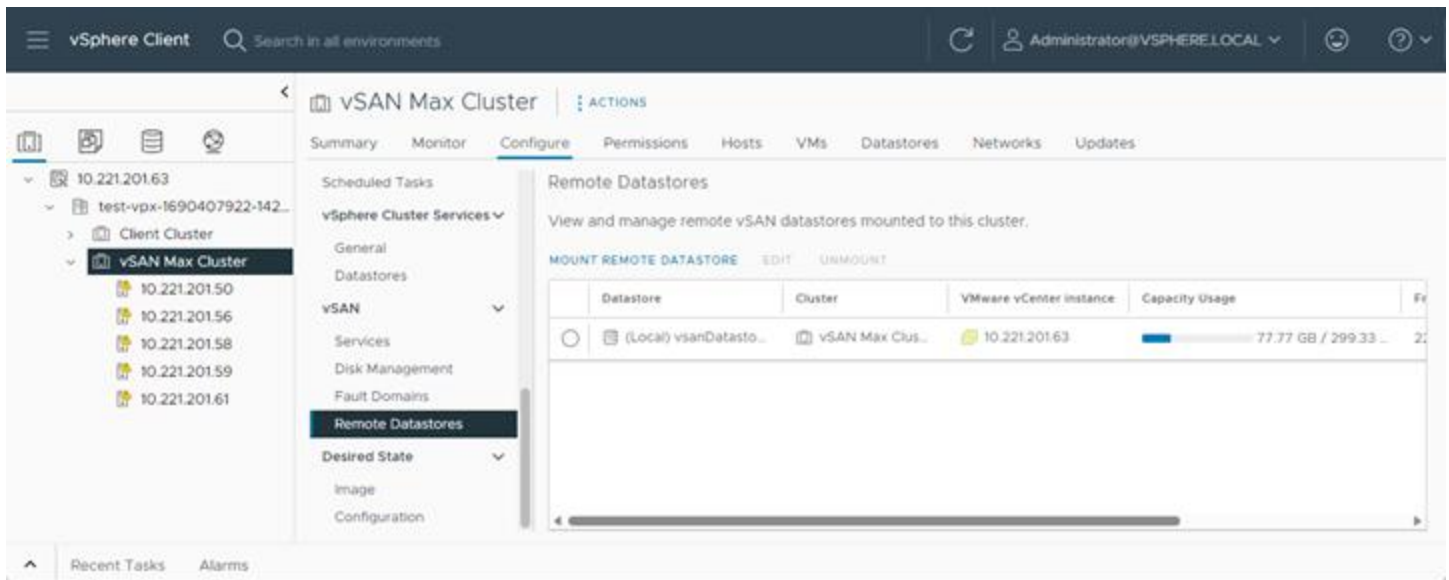 vSphere Client
Search in all environments
Administrator@VSPHERE.LOCAL
vSAN Max Cluster
ACTIONS
Summary Monitor Configure Permissions Hosts VMs Datastores Networks Updates
10.221.201.63
test-vpx-1690407922-142...
Client Cluster
vSAN Max Cluster
10.221.201.50
10.221.201.56
10.221.201.58
10.221.201.59
10.221.201.61
Scheduled Tasks
vSphere Cluster Services
General
Datastores
vSAN
Services
Disk Management
Fault Domains
Remote Datastores
Desired State
Image
Configuration
Remote Datastores
View and manage remote vSAN datastores mounted to this cluster.
MOUNT REMOTE DATASTORE EDIT UNMOUNT
Datastore Cluster VMware vCenter instance Capacity Usage
(Local) vsanDatasto... vSAN Max Clus... 10.221.201.63 77.77 GB / 299.33 ...
Recent Tasks Alarms